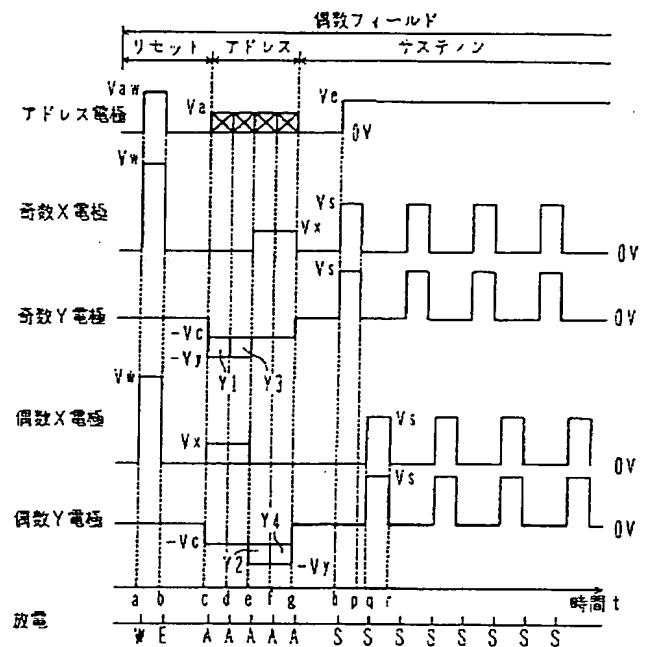 偶数フィールド
リセット アドレス サステイン
Vaw Va Ve
アドレス電極 0V
Vw
奇数X電極 Vs Vx 0V
Vs
奇数Y電極 0V
-Vc
-Vy Y1 Y3
Vw
偶数X電極 Vs
Vx 0V
Vs
偶数Y電極 Y4 0V
-Vc Y2 -Vy
a b c d e f g h p q r 時間 t
放電
W E A A A A A S S S S S S S S